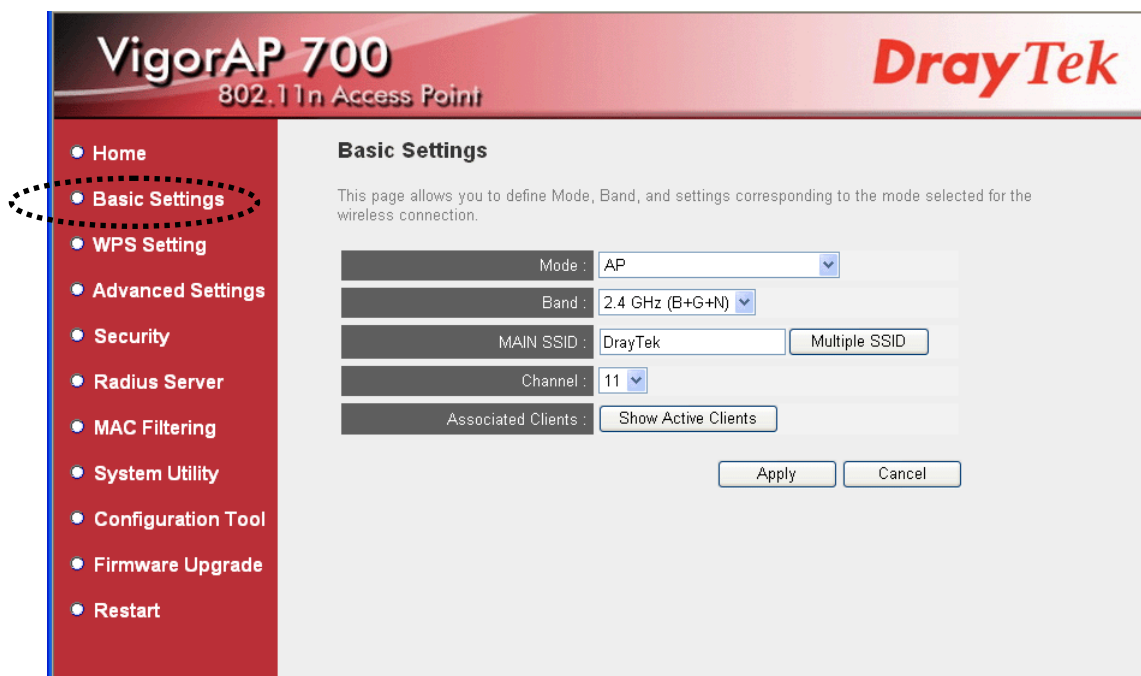 VigorAP 700
802.11n Access Point
DrayTek
Home
Basic Settings
WPS Setting
Advanced Settings
Security
Radius Server
MAC Filtering
System Utility
Configuration Tool
Firmware Upgrade
Restart
Basic Settings
This page allows you to define Mode, Band, and settings corresponding to the mode selected for the
wireless connection.
Mode : AP
Band : 2.4 GHz (B+G+N)
MAIN SSID : DrayTek Multiple SSID
Channel : 11
Associated Clients : Show Active Clients
Apply Cancel